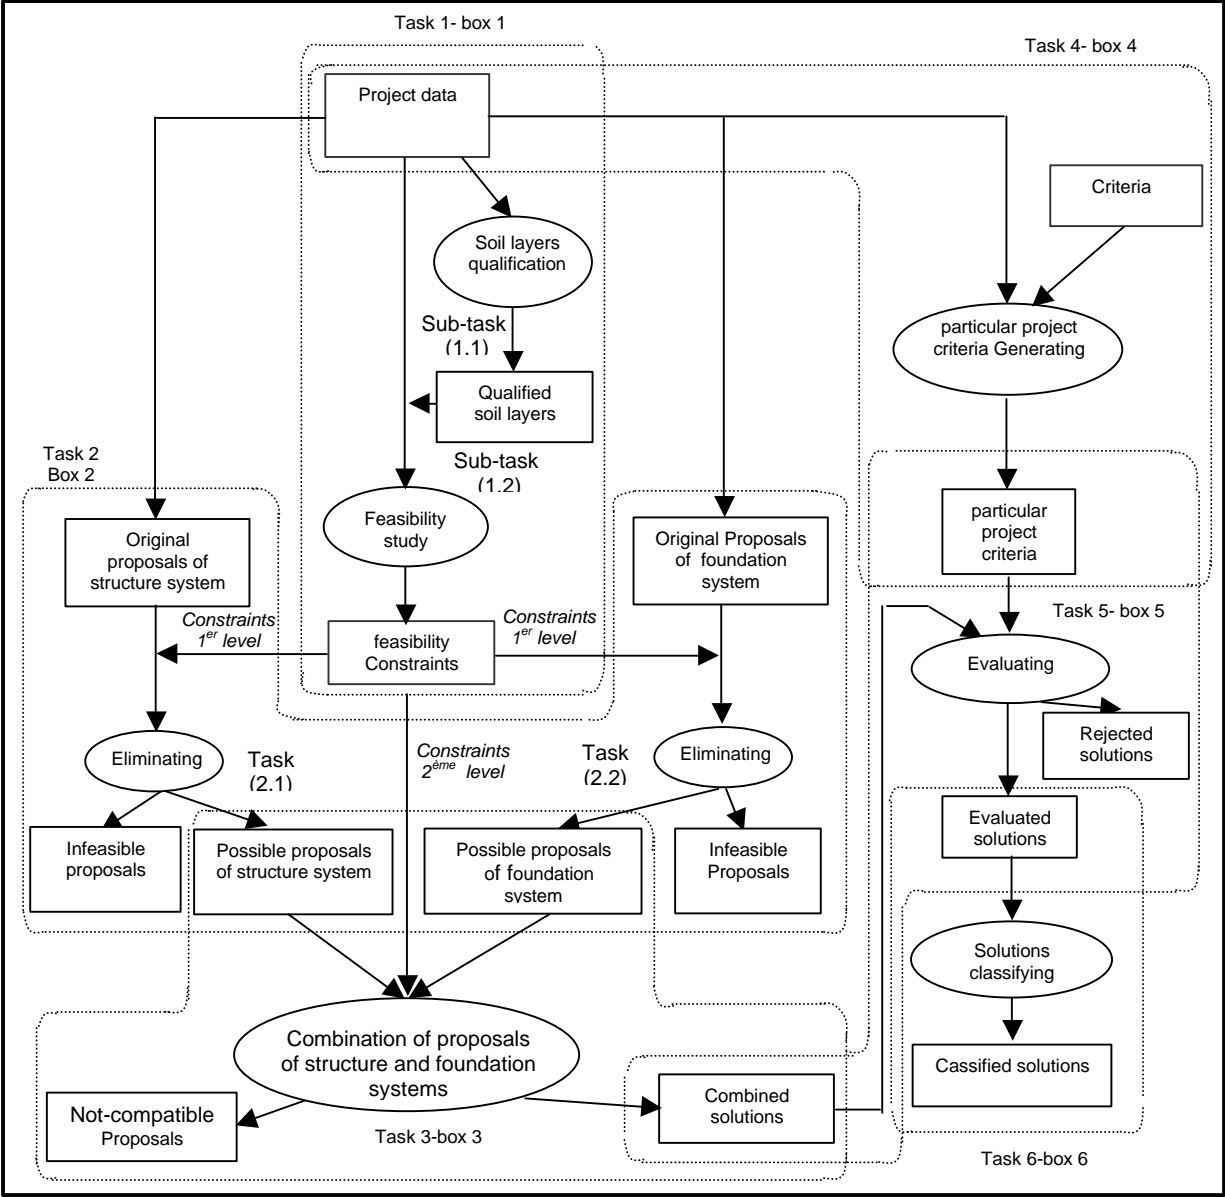 Task 1- box 1
Task 4- box 4
Project data
Criteria
Soil layers
qualification
Sub-task
(1.1)
particular project
criteria Generating
Qualified
soil layers
Sub-task
(1.2)
Task 2
Box 2
Feasibility
study
Original
proposals of
structure system
Original Proposals
of foundation
system
particular
project
criteria
Constraints
1er level
Constraints
1er level
feasibility
Constraints
Task 5- box 5
Evaluating
Rejected
solutions
Eliminating
Task
(2.1)
Constraints
2ème level
Task
(2.2)
Eliminating
Infeasible
proposals
Possible proposals
of structure system
Possible proposals
of foundation
system
Infeasible
Proposals
Evaluated
solutions
Solutions
classifying
Combination of proposals
of structure and foundation
systems
Cassified solutions
Not-compatible
Proposals
Combined
solutions
Task 3-box 3
Task 6-box 6